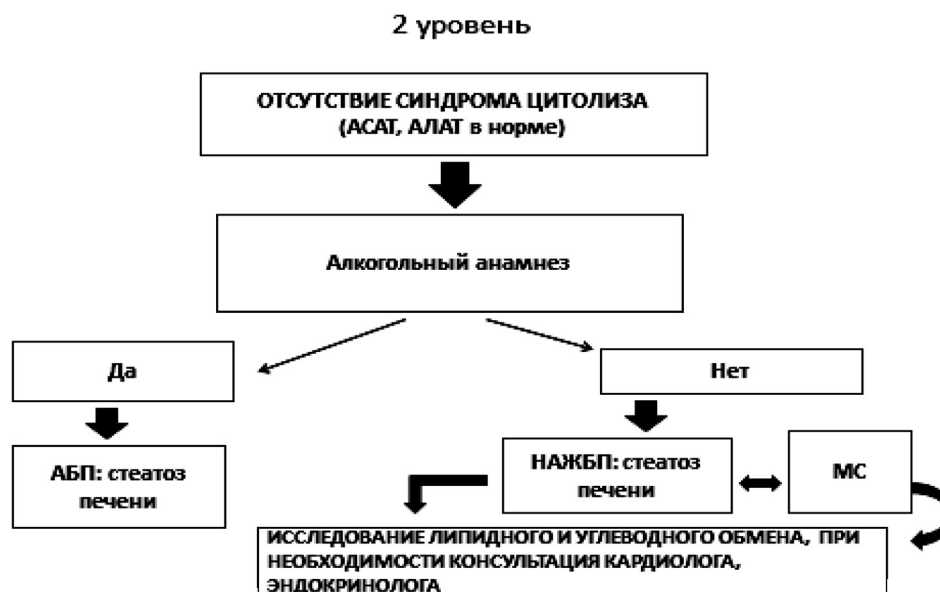 2 уровень
ОТСУТСТВИЕ СИНДРОМА ЦИТОЛИЗА
(АСАТ, АЛАТ в норме)
Алкогольный анамнез
Да
Нет
АБП: стеатоз
печени
НАЖБП: стеатоз
печени
МС
ИССЛЕДОВАНИЕ ЛИПИДНОГО И УГЛЕВОДНОГО ОБМЕНА, ПРИ
НЕОБХОДИМОСТИ КОНСУЛЬТАЦИЯ КАРДИОЛОГА,
ЭНДОКРИНОЛОГА